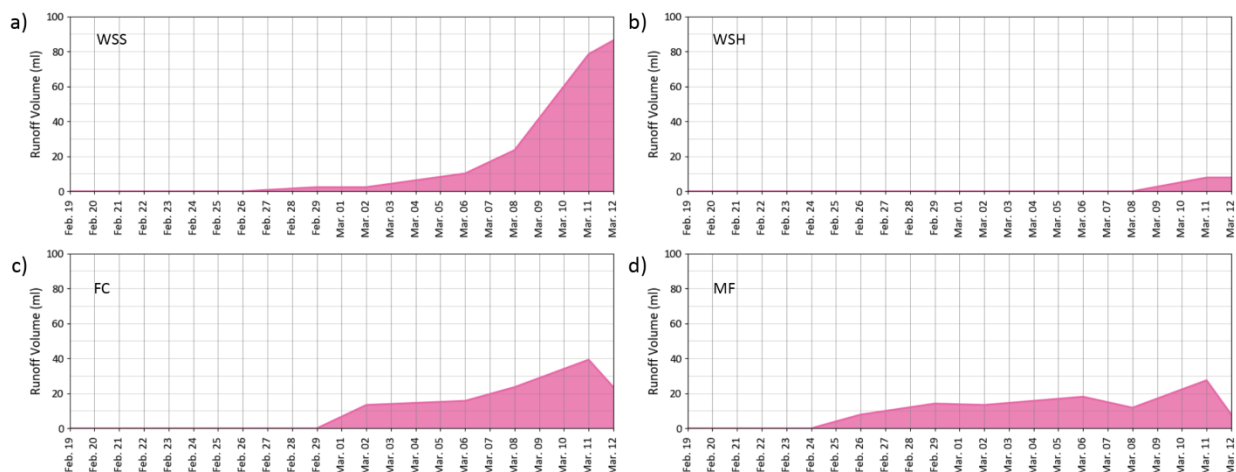 a)
WSS
Runoff Volume (ml)
100
80
60
40
20
0
Feb. 19
Feb. 20
Feb. 21
Feb. 22
Feb. 23
Feb. 24
Feb. 25
Feb. 26
Feb. 27
Feb. 28
Feb. 29
Mar. 01
Mar. 02
Mar. 03
Mar. 04
Mar. 05
Mar. 06
Mar. 07
Mar. 08
Mar. 09
Mar. 10
Mar. 11
Mar. 12
b)
WSH
Runoff Volume (ml)
100
80
60
40
20
0
Feb. 19
Feb. 20
Feb. 21
Feb. 22
Feb. 23
Feb. 24
Feb. 25
Feb. 26
Feb. 27
Feb. 28
Feb. 29
Mar. 01
Mar. 02
Mar. 03
Mar. 04
Mar. 05
Mar. 06
Mar. 07
Mar. 08
Mar. 09
Mar. 10
Mar. 11
Mar. 12
c)
FC
Runoff Volume (ml)
100
80
60
40
20
0
Feb. 19
Feb. 20
Feb. 21
Feb. 22
Feb. 23
Feb. 24
Feb. 25
Feb. 26
Feb. 27
Feb. 28
Feb. 29
Mar. 01
Mar. 02
Mar. 03
Mar. 04
Mar. 05
Mar. 06
Mar. 07
Mar. 08
Mar. 09
Mar. 10
Mar. 11
Mar. 12
d)
MF
Runoff Volume (ml)
100
80
60
40
20
0
Feb. 19
Feb. 20
Feb. 21
Feb. 22
Feb. 23
Feb. 24
Feb. 25
Feb. 26
Feb. 27
Feb. 28
Feb. 29
Mar. 01
Mar. 02
Mar. 03
Mar. 04
Mar. 05
Mar. 06
Mar. 07
Mar. 08
Mar. 09
Mar. 10
Mar. 11
Mar. 12